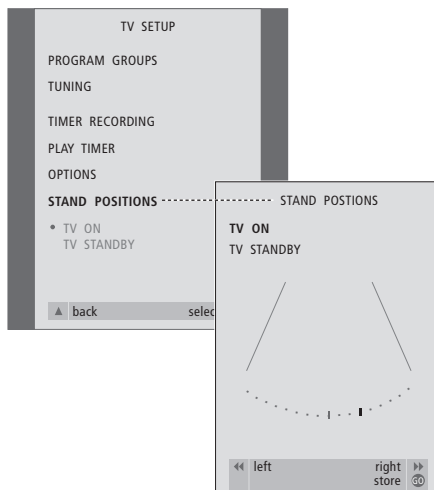 TV SETUP
PROGRAM GROUPS
TUNING
TIMER RECORDING
PLAY TIMER
OPTIONS
STAND POSITIONS
TV ON
TV STANDBY
back selec
STAND POSTIONS
TV ON
TV STANDBY
left right
store GO